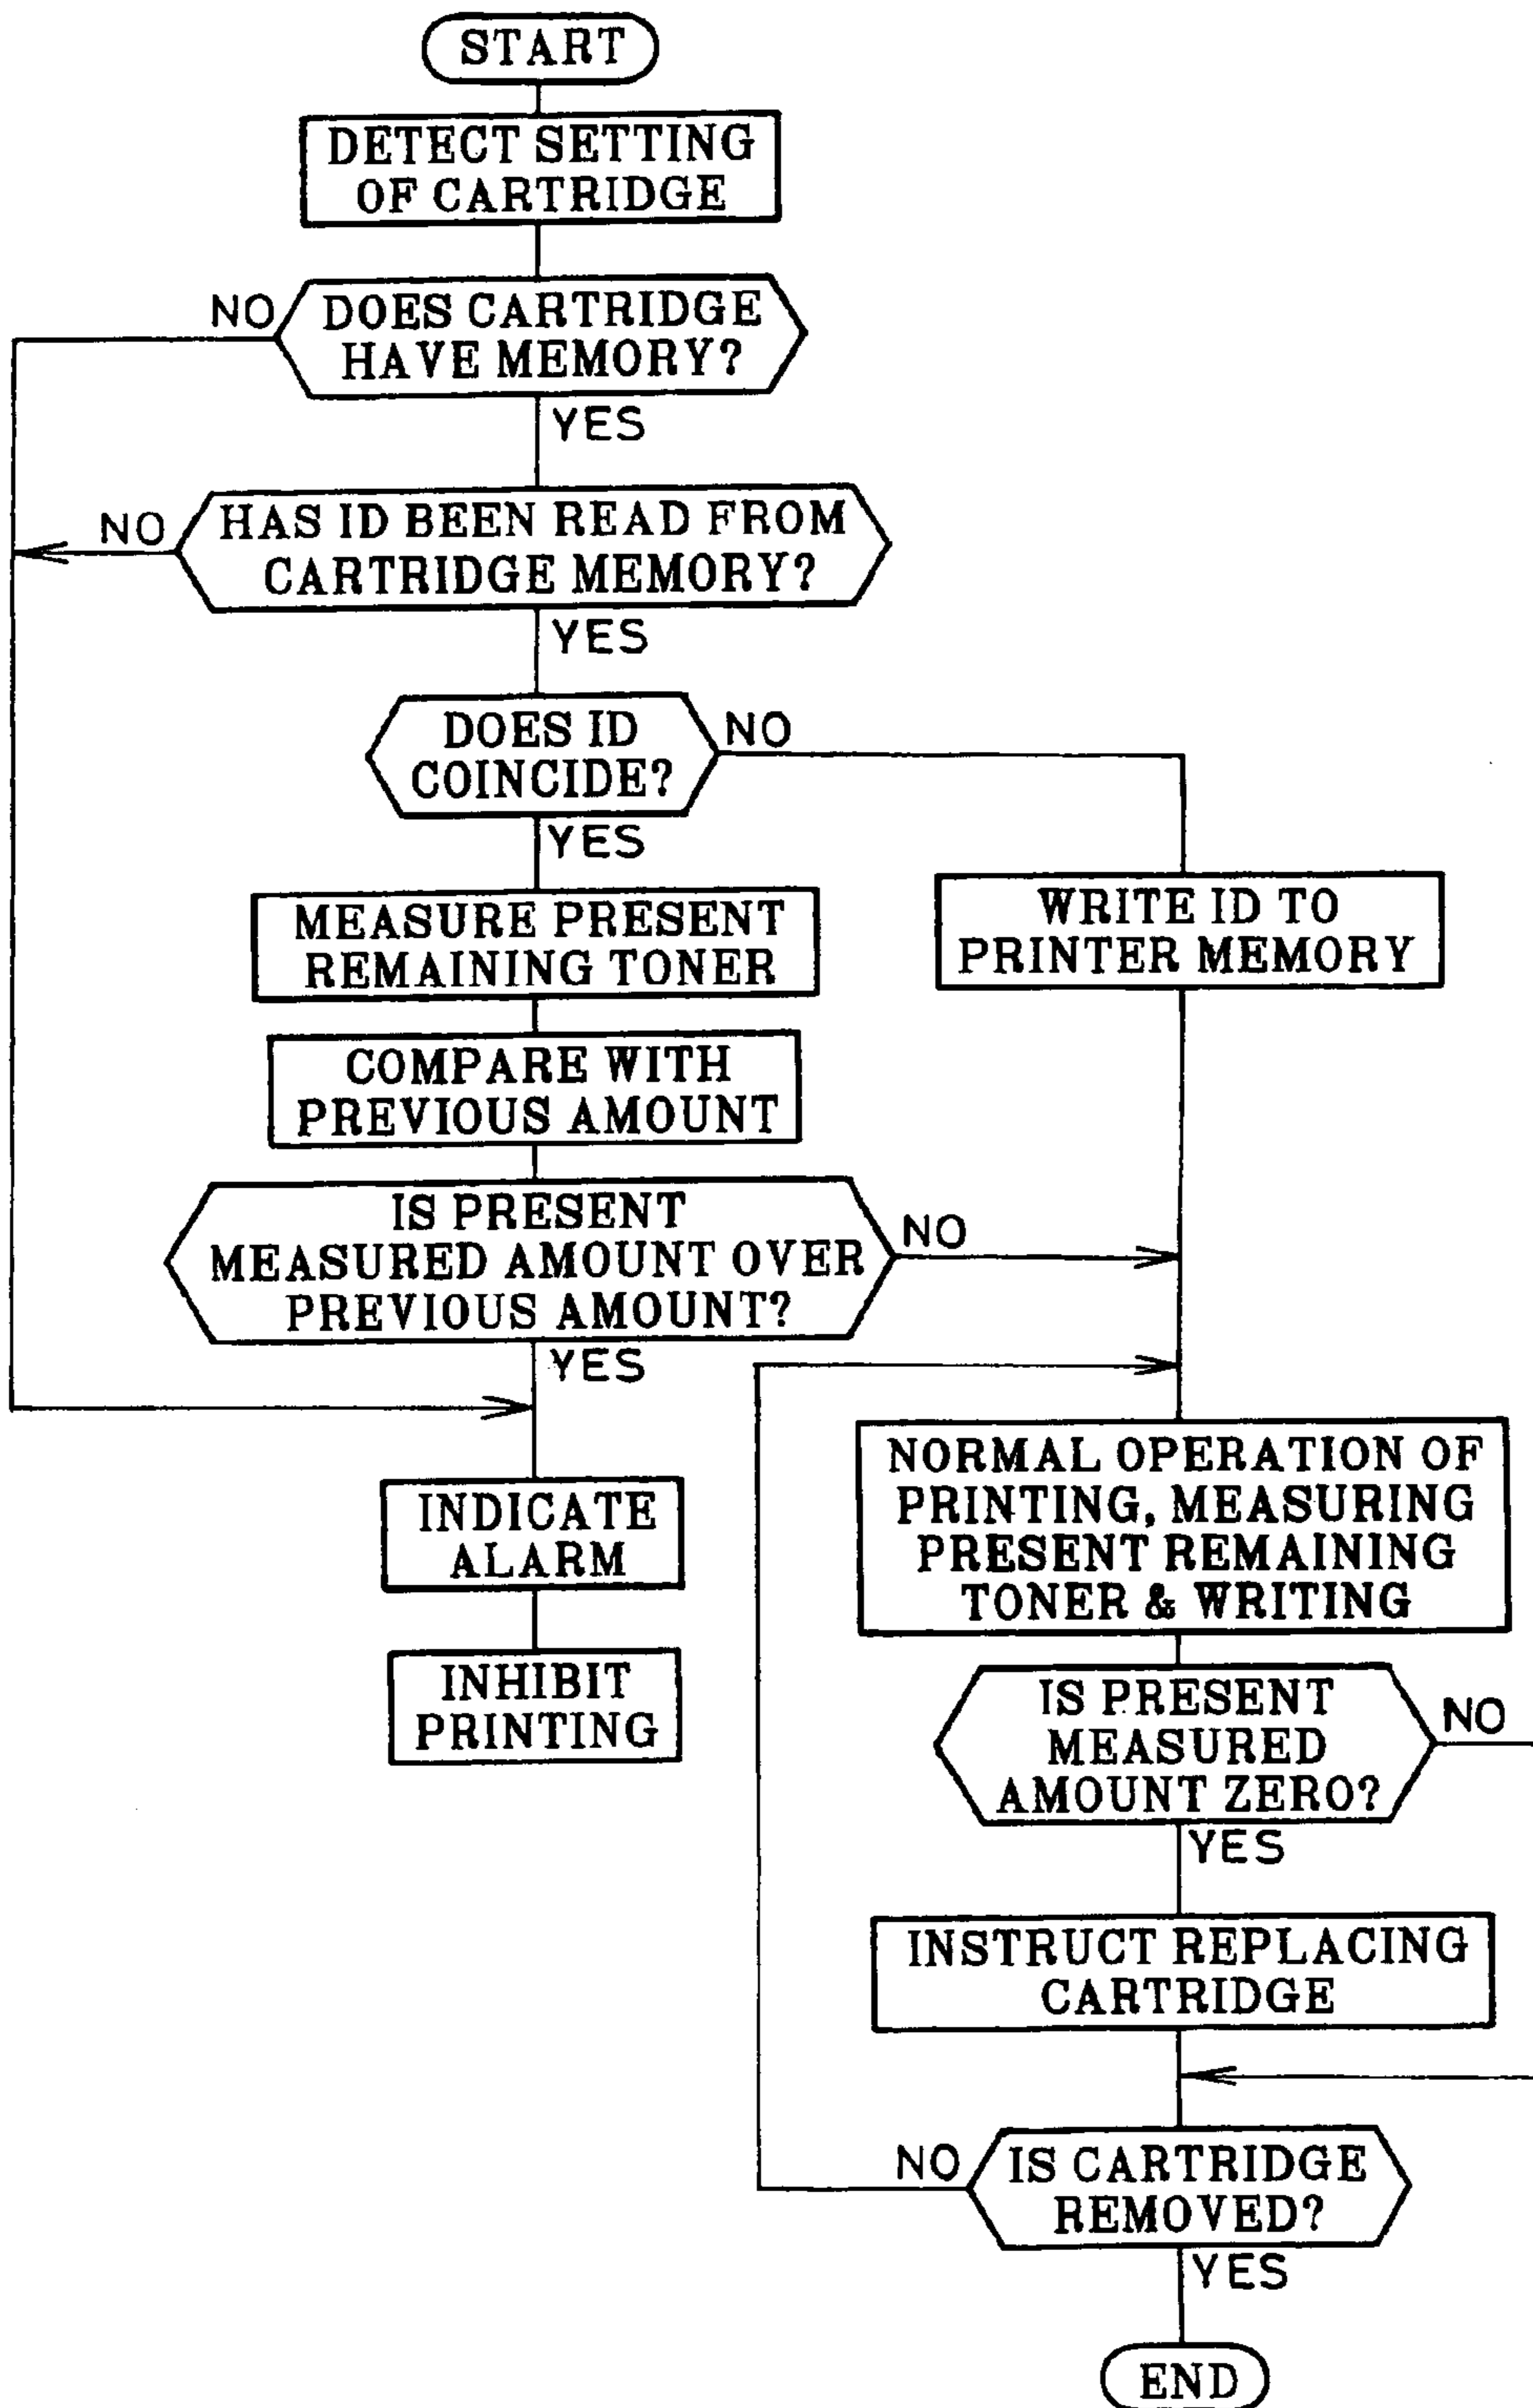 START
DETECT SETTING
OF CARTRIDGE
NO
DOES CARTRIDGE
HAVE MEMORY?
YES
NO
HAS ID BEEN READ FROM
CARTRIDGE MEMORY?
YES
DOES ID
COINCIDE?
NO
YES
MEASURE PRESENT
REMAINING TONER
WRITE ID TO
PRINTER MEMORY
COMPARE WITH
PREVIOUS AMOUNT
IS PRESENT
MEASURED AMOUNT OVER
PREVIOUS AMOUNT?
NO
YES
INDICATE
ALARM
INHIBIT
PRINTING
NORMAL OPERATION OF
PRINTING, MEASURING
PRESENT REMAINING
TONER & WRITING
IS PRESENT
MEASURED
AMOUNT ZERO?
NO
YES
INSTRUCT REPLACING
CARTRIDGE
NO
IS CARTRIDGE
REMOVED?
YES
END